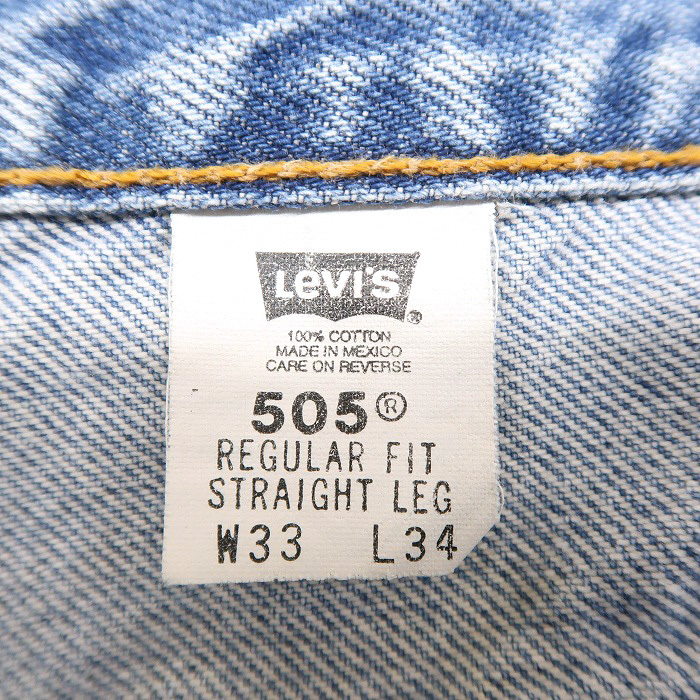 Levi's ®
100% COTTON
MADE IN MEXICO
CARE ON REVERSE
505®
REGULAR FIT
STRAIGHT LEG
W33 L34